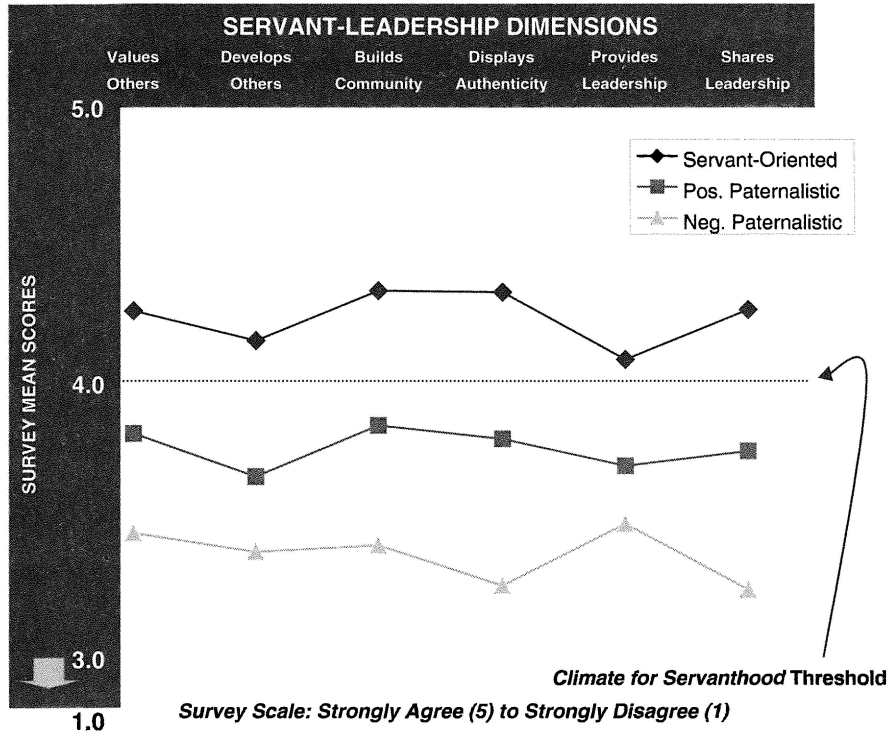 SERVANT-LEADERSHIP DIMENSIONS
Values Develops Builds Displays Provides Shares
Others Others Community Authenticity Leadership Leadership
5.0
Servant-Oriented
Pos. Paternalistic
Neg. Paternalistic
SURVEY MEAN SCORES
4.0
3.0
Climate for Servanthood Threshold
1.0
Survey Scale: Strongly Agree (5) to Strongly Disagree (1)